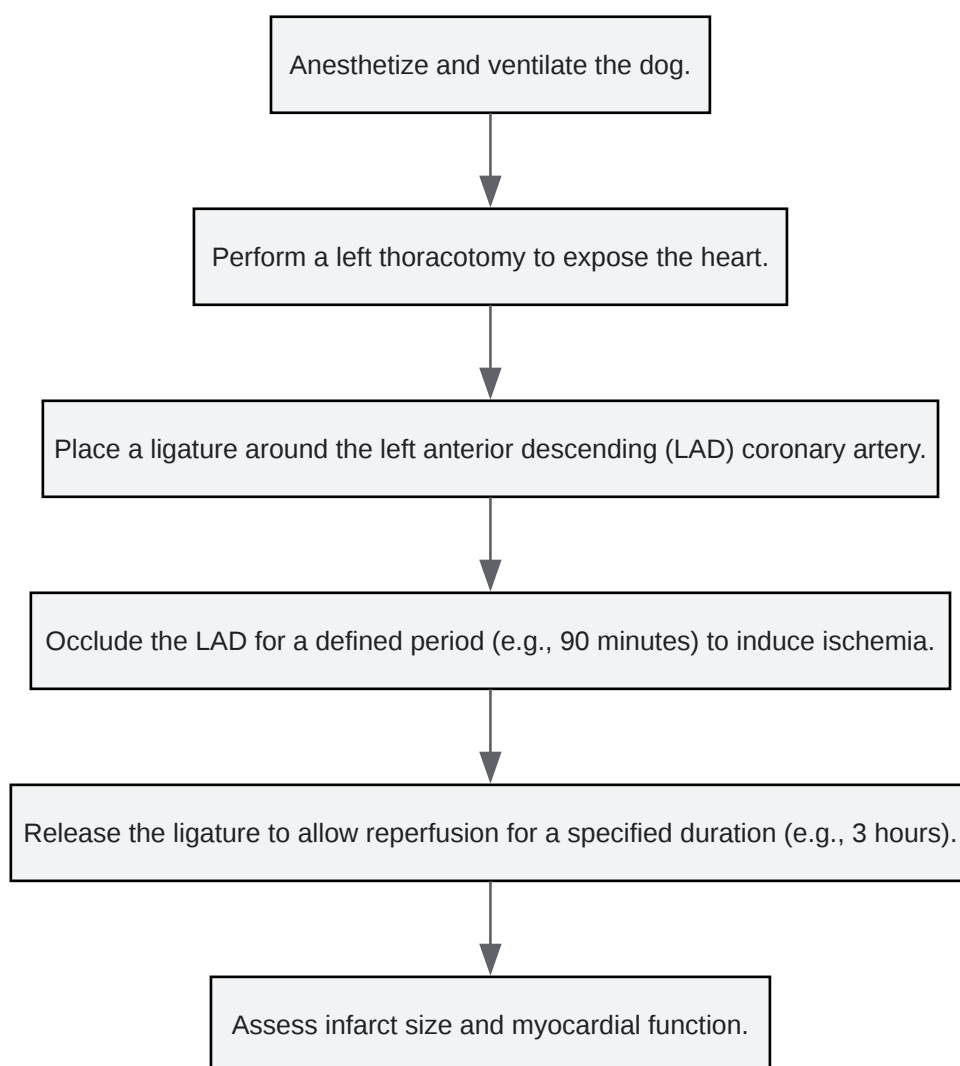 Anesthetize and ventilate the dog.
Perform a left thoracotomy to expose the heart.
Place a ligature around the left anterior descending (LAD) coronary artery.
Occlude the LAD for a defined period (e.g., 90 minutes) to induce ischemia.
Release the ligature to allow reperfusion for a specified duration (e.g., 3 hours).
Assess infarct size and myocardial function.